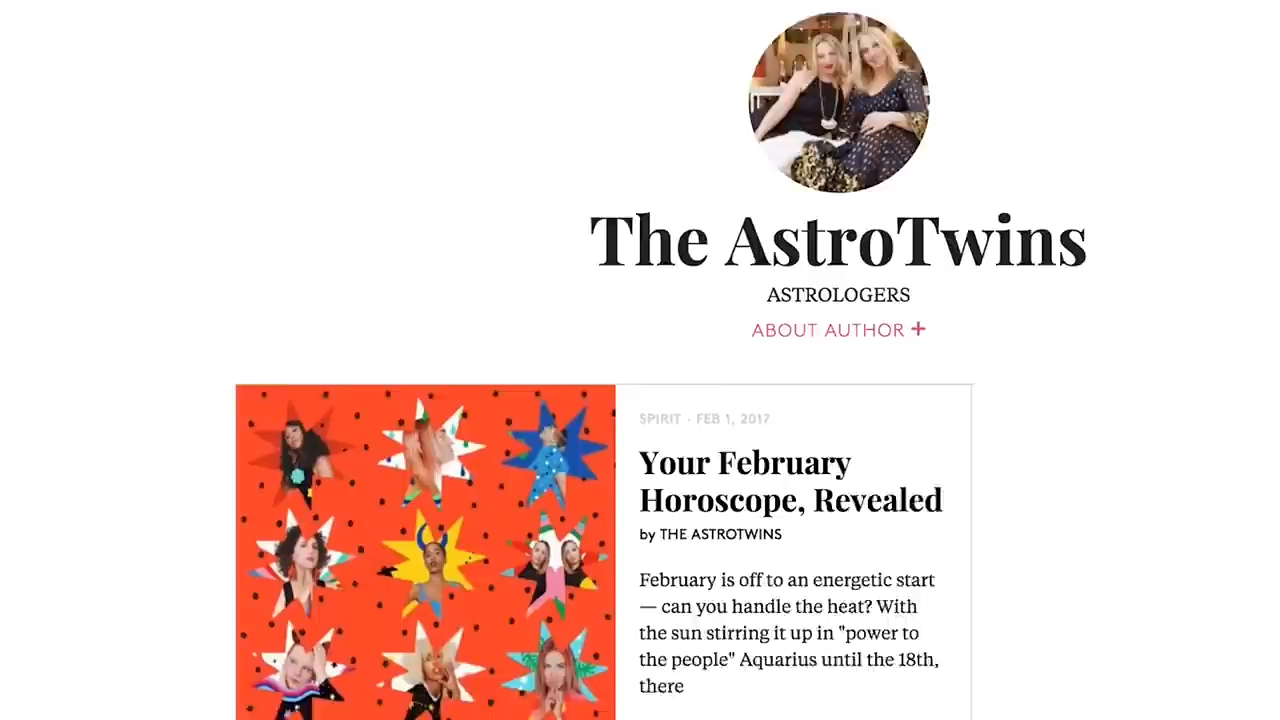 The AstroTwins
ASTROLOGERS
ABOUT AUTHOR +
SPIRIT · FEB 1, 2017
Your February
Horoscope, Revealed
by THE ASTROTWINS
February is off to an energetic start
— can you handle the heat? With
the sun stirring it up in "power to
the people" Aquarius until the 18th,
there